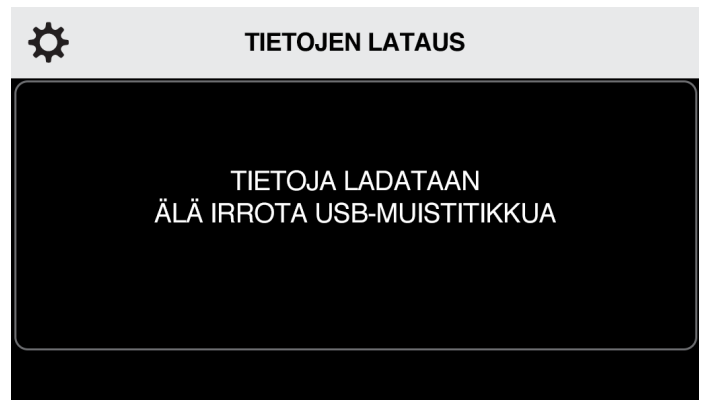 TIETOJEN LATAUS
TIETOJA LADATAAN
ÄLÄ IRROTA USB-MUISTITIKKUA